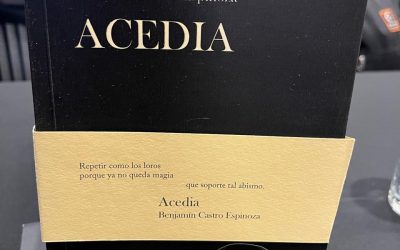 ACEDIA
Repetir como los loros
porque ya no queda magia
que soporte tal abismo.
Acedia
Benjamín Castro Espinoza